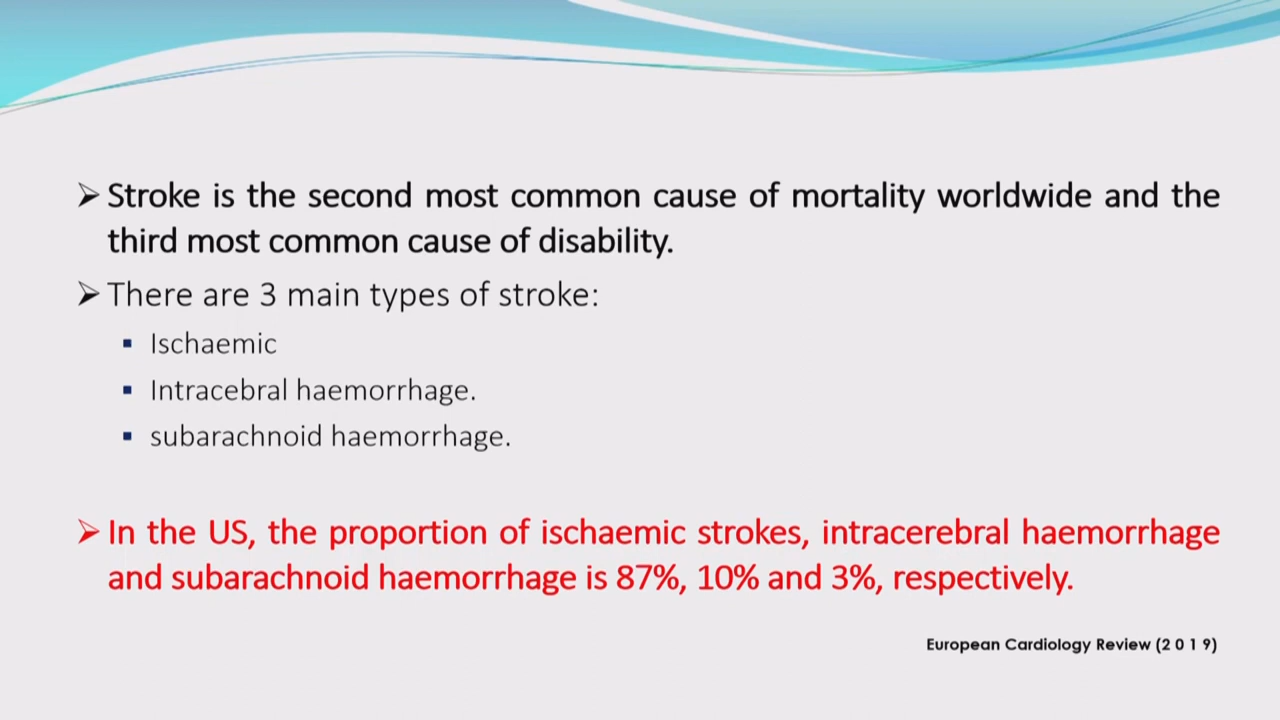 ➢ Stroke is the second most common cause of mortality worldwide and the
third most common cause of disability.
➢ There are 3 main types of stroke:
▪ Ischaemic
▪ Intracebral haemorrhage.
▪ subarachnoid haemorrhage.
➢ In the US, the proportion of ischaemic strokes, intracerebral haemorrhage
and subarachnoid haemorrhage is 87%, 10% and 3%, respectively.
European Cardiology Review (2 0 1 9)